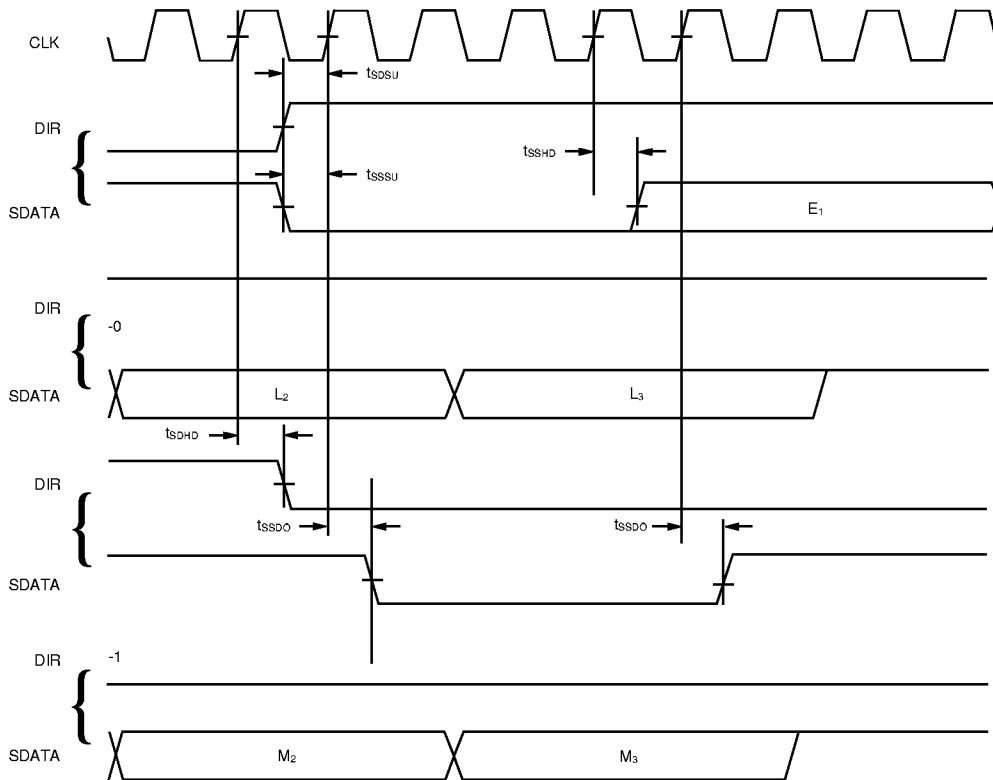 CLK
tSDSU
DIR
tSSHD
tSSSU
SDATA
E1
DIR
-0
SDATA
L2
L3
tSDHD
DIR
tSSDO
tSSDO
SDATA
DIR
-1
SDATA
M2
M3